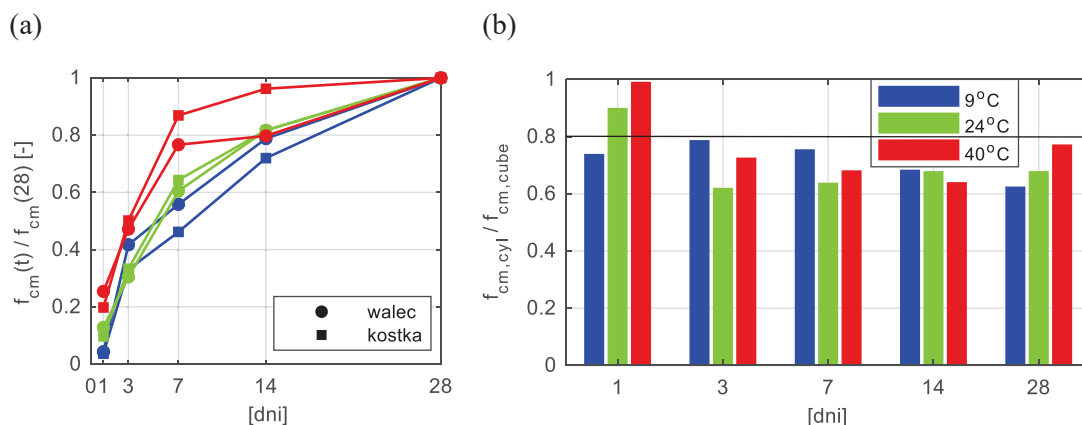 (a)
(b)
f_cm(t) / f_cm(28) [-]
1
0.8
0.6
0.4
0.2
0
0 1 3 7 14 28
[dni]
walec
kostka
f_cm,cyl / f_cm,cube
1
0.8
0.6
0.4
0.2
0
1 3 7 14 28
[dni]
9°C
24°C
40°C